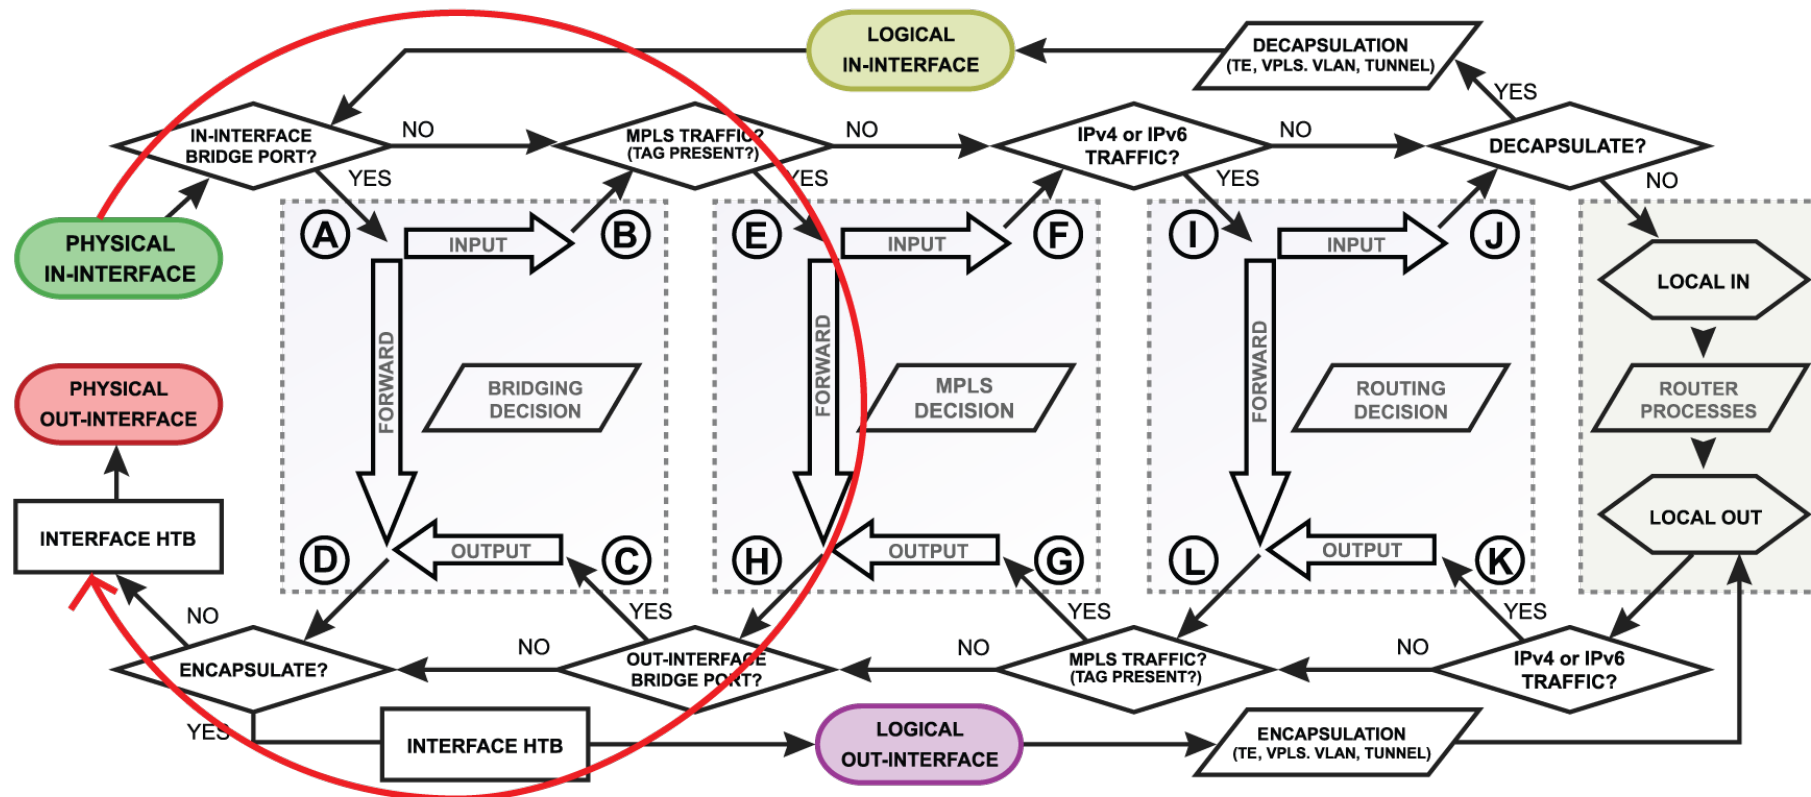 LOGICAL
IN-INTERFACE
DECAPSULATION
(TE, VPLS. VLAN, TUNNEL)
YES
IN-INTERFACE
BRIDGE PORT?
NO
MPLS TRAFFIC?
(TAG PRESENT?)
NO
IPv4 or IPv6
TRAFFIC?
NO
DECAPSULATE?
YES
YES
YES
NO
PHYSICAL
IN-INTERFACE
A
INPUT
B
E
INPUT
F
I
INPUT
J
LOCAL IN
FORWARD
FORWARD
FORWARD
PHYSICAL
OUT-INTERFACE
BRIDGING
DECISION
MPLS
DECISION
ROUTING
DECISION
ROUTER
PROCESSES
INTERFACE HTB
D
OUTPUT
C
H
OUTPUT
G
L
OUTPUT
K
LOCAL OUT
NO
YES
YES
YES
ENCAPSULATE?
NO
OUT-INTERFACE
BRIDGE PORT?
NO
MPLS TRAFFIC?
(TAG PRESENT?)
NO
IPv4 or IPv6
TRAFFIC?
YES
INTERFACE HTB
LOGICAL
OUT-INTERFACE
ENCAPSULATION
(TE, VPLS. VLAN, TUNNEL)